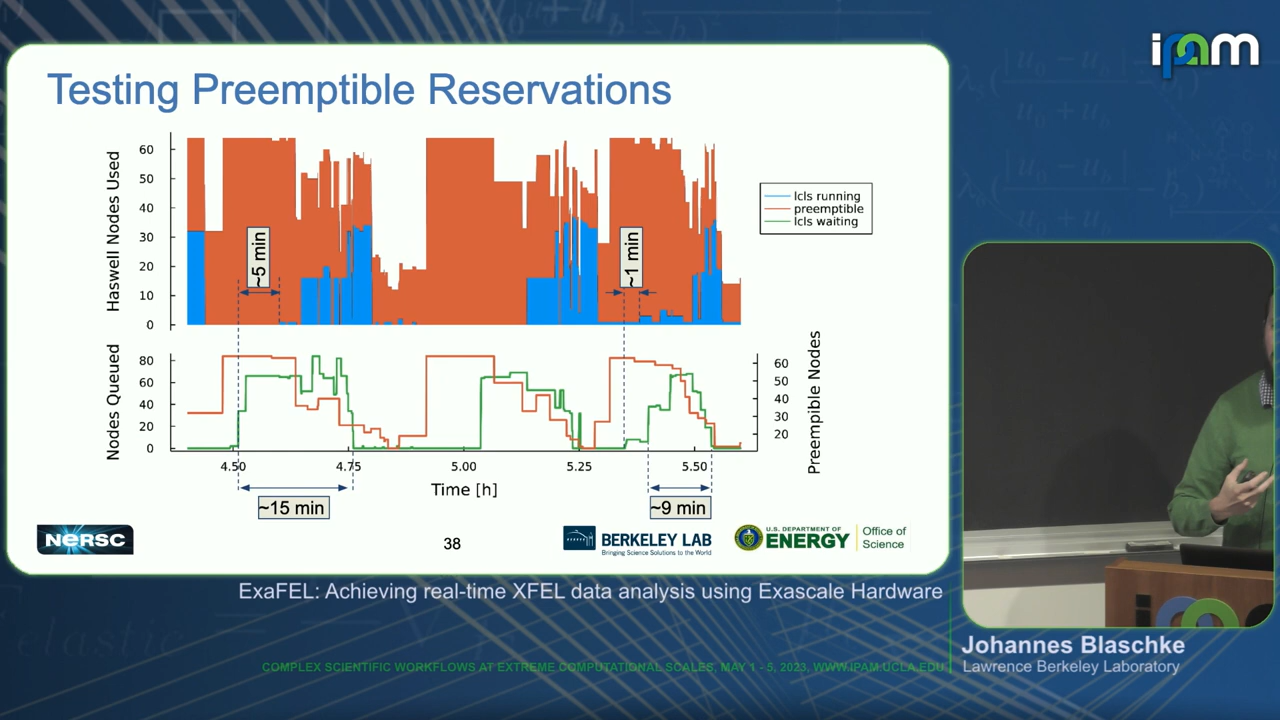 ipam
Testing Preemptible Reservations
Haswell Nodes Used
60
50
40
30
20
10
0
~5 min
~1 min
lcls running
preemptible
lcls waiting
Nodes Queued
80
60
40
20
0
60
50
40
30
20
Preempible Nodes
4.50
4.75
5.00
5.25
5.50
Time [h]
~15 min
~9 min
NERSC
38
BERKELEY LAB
Bringing Science Solutions to the World
U.S. DEPARTMENT OF
ENERGY
Office of
Science
ExaFEL: Achieving real-time XFEL data analysis using Exascale Hardware
Johannes Blaschke
Lawrence Berkeley Laboratory
COMPLEX SCIENTIFIC WORKFLOWS AT EXTREME COMPUTATIONAL SCALES, MAY 1 - 5, 2023, WWW.IPAM.UCLA.EDU